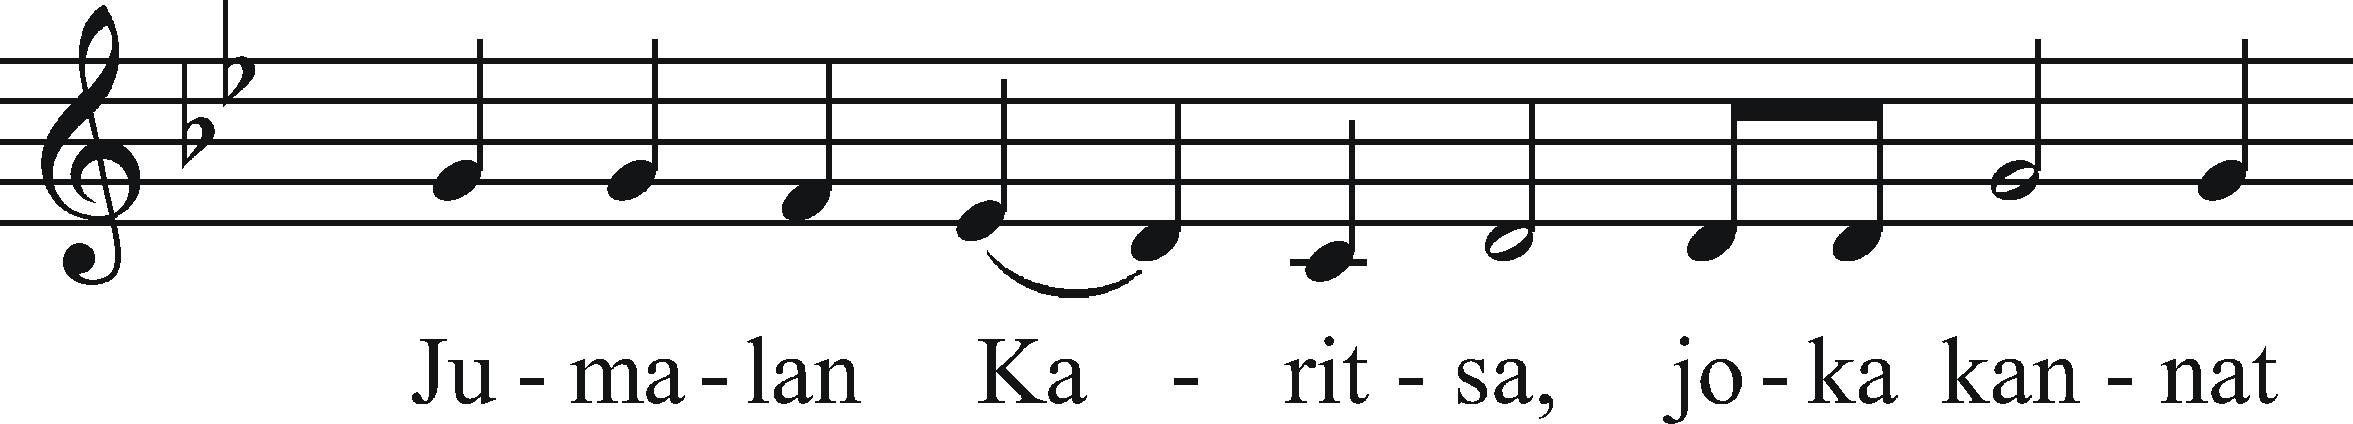 Ju - ma - lan Ka - rit - sa, jo - ka kan - nat